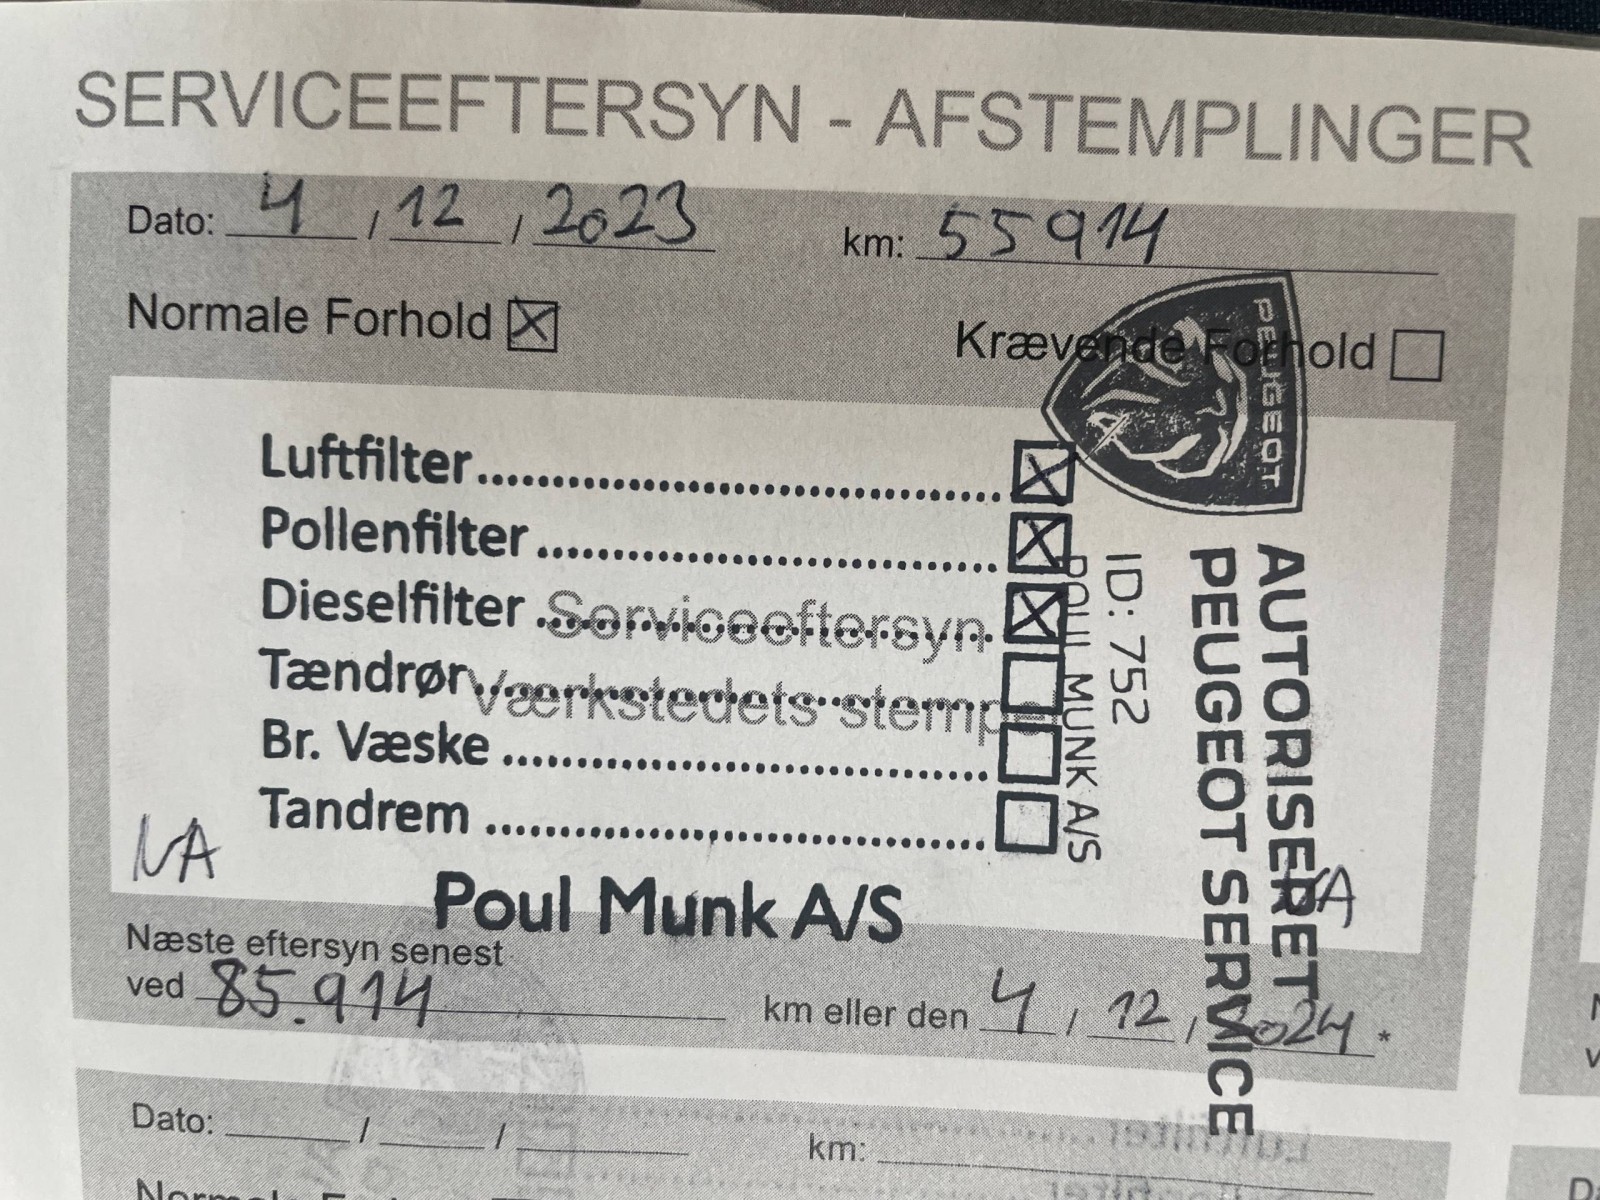 SERVICEEFTERSYN - AFSTEMPLINGER
Dato: 4 / 12 / 2023 km: 55914
Normale Forhold Krævende Forhold
PEUGEOT
Luftfilter
Pollenfilter
Dieselfilter
Serviceeftersyn
Tændrør
Værkstedets stempel
Br. Væske
Tandrem
Poul Munk A/S
AUTORISERET
PEUGEOT SERVICE
ID: 752
POUL MUNK A/S
Næste eftersyn senest
ved 85.914 km eller den 4 / 12 / 2024 *
Dato: / / km: